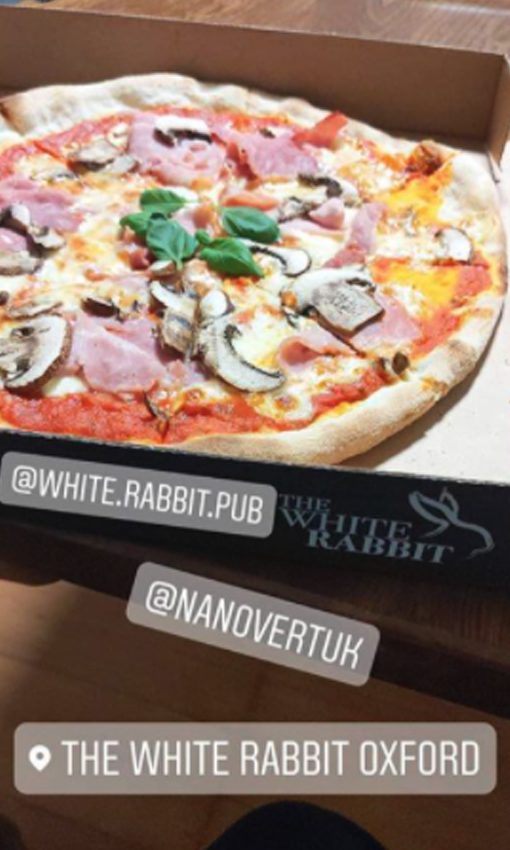 @WHITE.RABBIT.PUB
THE
WHITE
RABBIT
@NANOVERTUK
THE WHITE RABBIT OXFORD